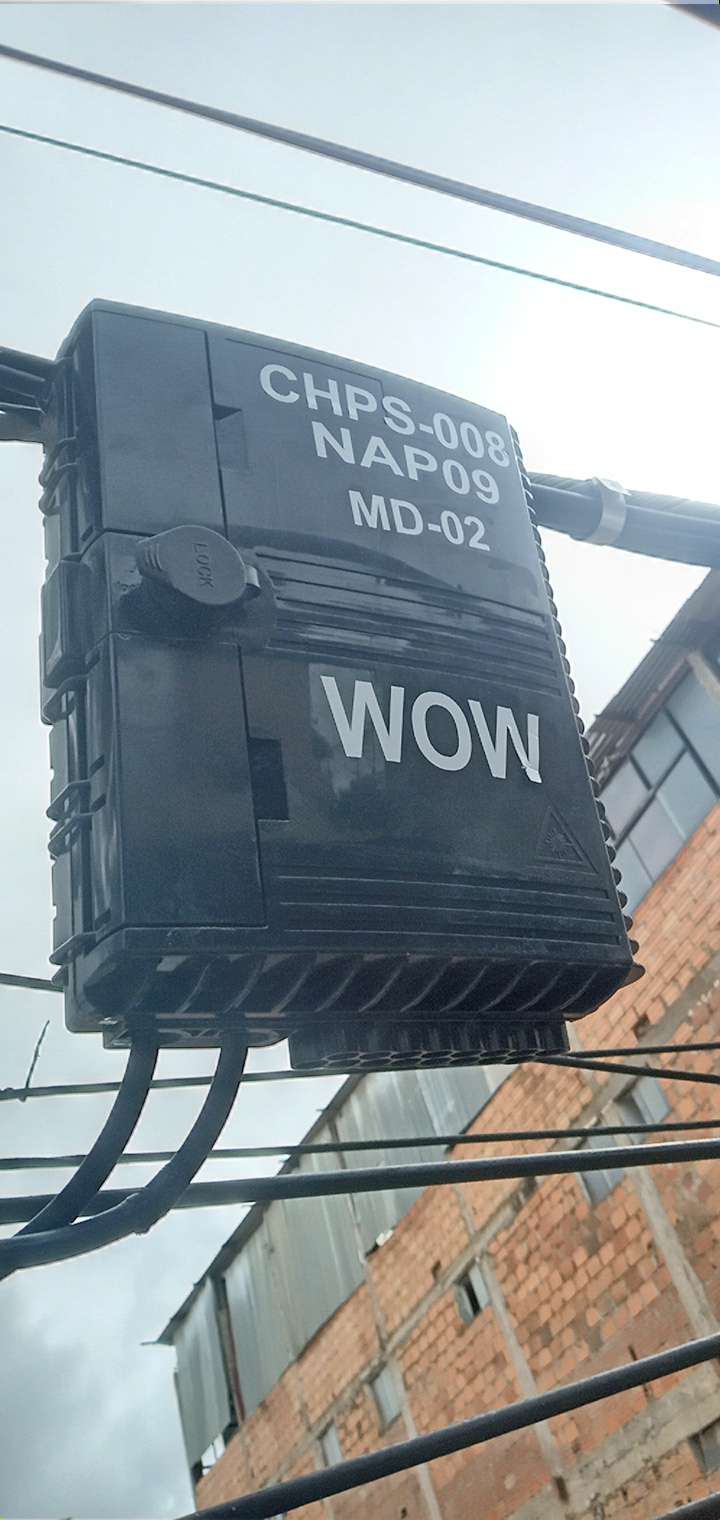 CHPS-008
NAP09
MD-02
LOCK
WOW